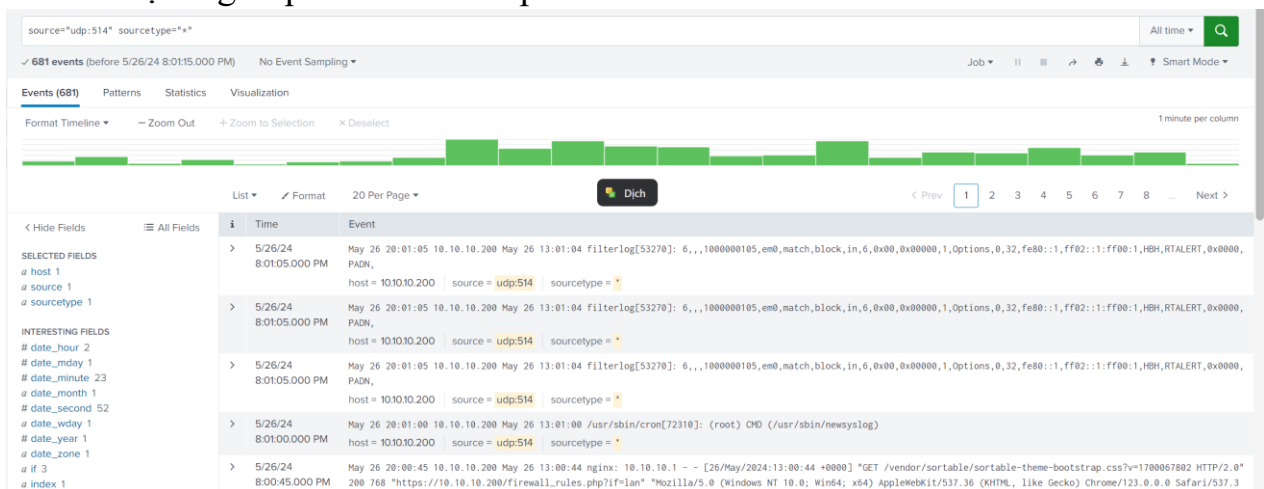 source="udp:514" sourcetype="*"
All time
681 events (before 5/26/24 8:01:15.000 PM) No Event Sampling
Job Smart Mode
Events (681) Patterns Statistics Visualization
Format Timeline — Zoom Out + Zoom to Selection × Deselect
1 minute per column
List Format 20 Per Page
Dịch
< Prev 1 2 3 4 5 6 7 8 ... Next >
< Hide Fields All Fields
i Time Event
SELECTED FIELDS
a host 1
a source 1
a sourcetype 1
INTERESTING FIELDS
# date_hour 2
# date_mday 1
# date_minute 23
a date_month 1
# date_second 52
a date_wday 1
# date_year 1
a date_zone 1
a if 3
a index 1
> 5/26/24
8:01:05.000 PM
May 26 20:01:05 10.10.10.200 May 26 13:01:04 filterlog[53270]: 6,,,1000000105,em0,match,block,in,6,0x00,0x00000,1,Options,0,32,fe80::1,ff02::1:ff00:1,HBH,RTALERT,0x0000,
PADN,
host = 10.10.10.200 source = udp:514 sourcetype = *
> 5/26/24
8:01:05.000 PM
May 26 20:01:05 10.10.10.200 May 26 13:01:04 filterlog[53270]: 6,,,1000000105,em0,match,block,in,6,0x00,0x00000,1,Options,0,32,fe80::1,ff02::1:ff00:1,HBH,RTALERT,0x0000,
PADN,
host = 10.10.10.200 source = udp:514 sourcetype = *
> 5/26/24
8:01:05.000 PM
May 26 20:01:05 10.10.10.200 May 26 13:01:04 filterlog[53270]: 6,,,1000000105,em0,match,block,in,6,0x00,0x00000,1,Options,0,32,fe80::1,ff02::1:ff00:1,HBH,RTALERT,0x0000,
PADN,
host = 10.10.10.200 source = udp:514 sourcetype = *
> 5/26/24
8:01:00.000 PM
May 26 20:01:00 10.10.10.200 May 26 13:01:00 /usr/sbin/cron[72310]: (root) CMD (/usr/sbin/newsyslog)
host = 10.10.10.200 source = udp:514 sourcetype = *
> 5/26/24
8:00:45.000 PM
May 26 20:00:45 10.10.10.200 May 26 13:00:44 nginx: 10.10.10.1 - - [26/May/2024:13:00:44 +0000] "GET /vendor/sortable/sortable-theme-bootstrap.css?v=1700067802 HTTP/2.0"
200 768 "https://10.10.10.200/firewall_rules.php?if=lan" "Mozilla/5.0 (Windows NT 10.0; Win64; x64) AppleWebKit/537.36 (KHTML, like Gecko) Chrome/123.0.0.0 Safari/537.3